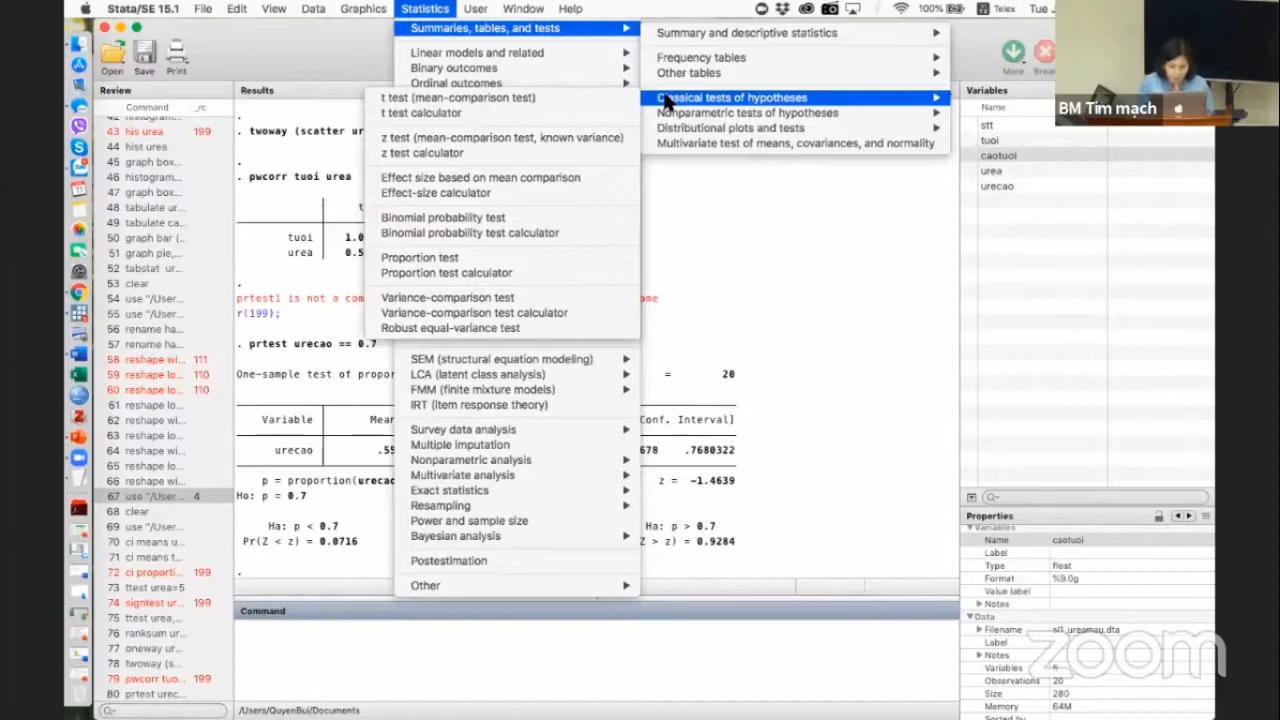 Stata/SE 15.1 File Edit View Data Graphics Statistics User Window Help 100% Telex Tue
Open Save Print More Break
Review
Command _rc
43 his urea 199
44 hist urea
45 graph box...
46 histogram...
47 graph box...
48 tabulate ur...
49 tabulate ca...
50 graph bar (...
51 graph pie,...
52 tabstat ur...
53 clear
54 use "/User...
55 use "/User...
56 rename ha...
57 rename ha...
58 reshape wi... 111
59 reshape lo... 110
60 reshape lo... 110
61 reshape lo...
62 reshape wi...
63 reshape lo...
64 reshape wi...
65 reshape lo...
66 reshape wi...
67 use "/User... 4
68 clear
69 use "/User...
70 ci means u...
71 ci means t...
72 ci proporti... 199
73 ttest urea=5
74 signtest ur... 199
75 ttest urea,...
76 ranksum ur...
77 oneway ur...
78 twoway (s...
79 pwcorr tuo... 199
80 prtest urec...
Results
. twoway (scatter ur
.
. pwcorr tuoi urea
t
tuoi 1.0
urea 0.5
.
prtest1 is not a com
me
r(199);
. prtest urecao == 0.7
One-sample test of propor
= 20
Variable Mea
Conf. Interval]
urecao .55
678 .7680322
p = proportion(urecao
z = -1.4639
Ho: p = 0.7
Ha: p < 0.7
Ha: p > 0.7
Pr(Z < z) = 0.0716
Z > z) = 0.9284
.
Summaries, tables, and tests
Linear models and related
Binary outcomes
Ordinal outcomes
SEM (structural equation modeling)
LCA (latent class analysis)
FMM (finite mixture models)
IRT (item response theory)
Survey data analysis
Multiple imputation
Nonparametric analysis
Multivariate analysis
Exact statistics
Resampling
Power and sample size
Bayesian analysis
Postestimation
Other
Summary and descriptive statistics
Frequency tables
Other tables
Classical tests of hypotheses
Nonparametric tests of hypotheses
Distributional plots and tests
Multivariate test of means, covariances, and normality
t test (mean-comparison test)
t test calculator
z test (mean-comparison test, known variance)
z test calculator
Effect size based on mean comparison
Effect-size calculator
Binomial probability test
Binomial probability test calculator
Proportion test
Proportion test calculator
Variance-comparison test
Variance-comparison test calculator
Robust equal-variance test
Command
/Users/QuyenBui/Documents
Variables
Name
stt
tuoi
caotuoi
urea
urecao
Properties
Variables
Name caotuoi
Label
Type float
Format %9.0g
Value label
Notes
Data
Filename sl1_ureamau.dta
Label
Notes
Variables 5
Observations 20
Size 280
Memory 64M
Sorted by
BM Tim mach
zoom